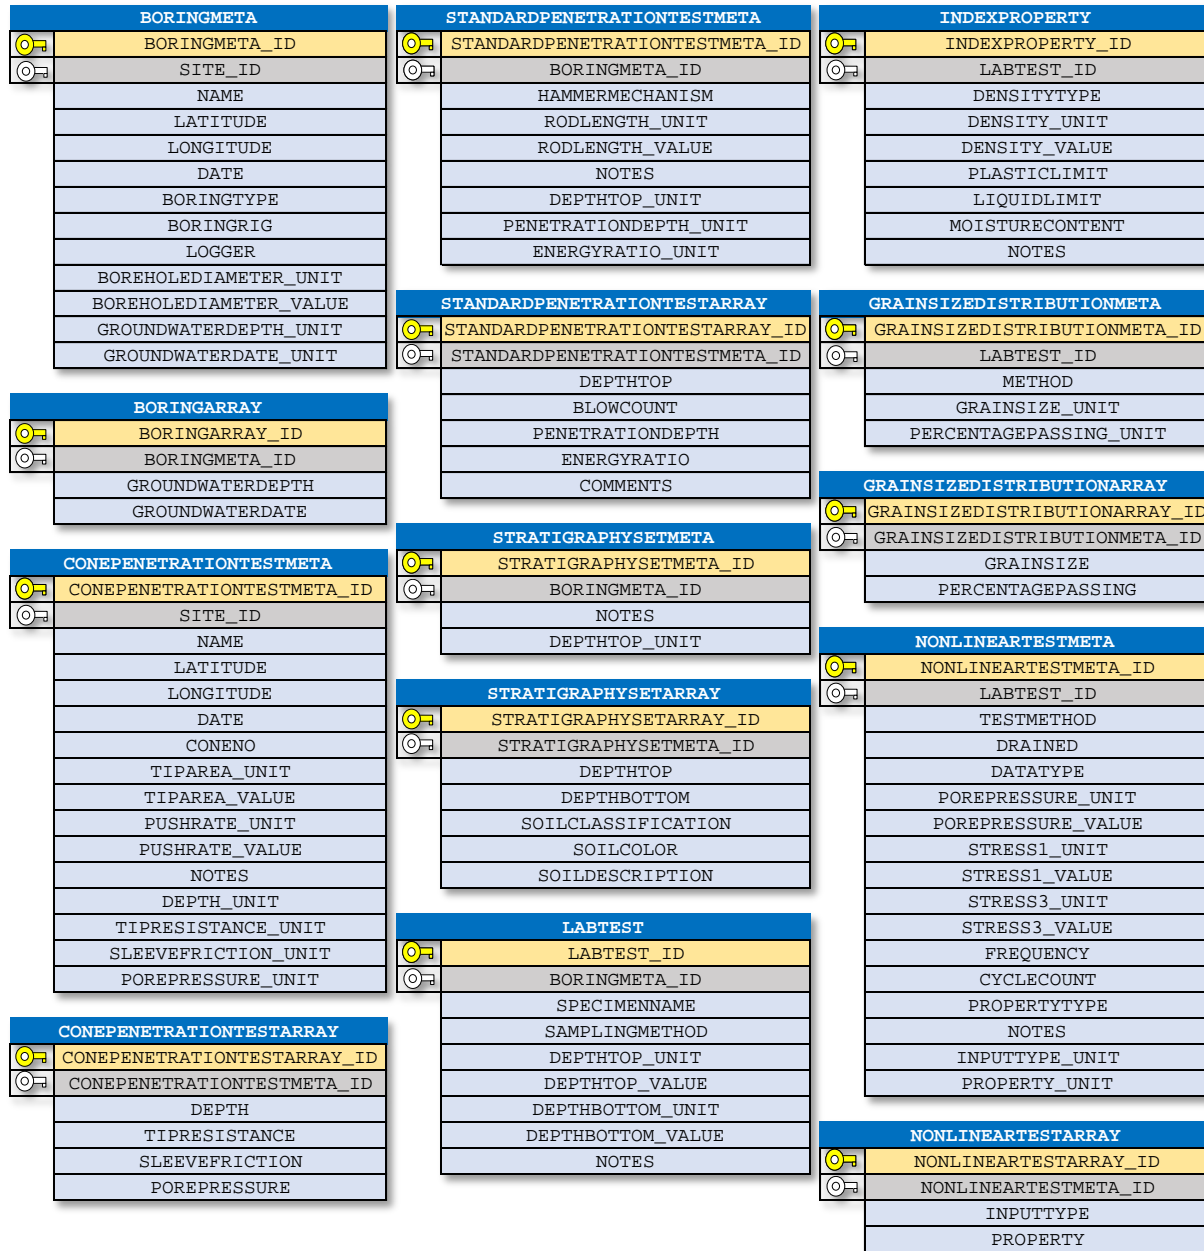 BORINGMETA
BORINGMETA_ID
SITE_ID
NAME
LATITUDE
LONGITUDE
DATE
BORINGTYPE
BORINGRIG
LOGGER
BOREHOLEDIAMETER_UNIT
BOREHOLEDIAMETER_VALUE
GROUNDWATERDEPTH_UNIT
GROUNDWATERDATE_UNIT
BORINGARRAY
BORINGARRAY_ID
BORINGMETA_ID
GROUNDWATERDEPTH
GROUNDWATERDATE
CONEPENETRATIONTESTMETA
CONEPENETRATIONTESTMETA_ID
SITE_ID
NAME
LATITUDE
LONGITUDE
DATE
CONENO
TIPAREA_UNIT
TIPAREA_VALUE
PUSHRATE_UNIT
PUSHRATE_VALUE
NOTES
DEPTH_UNIT
TIPRESISTANCE_UNIT
SLEEVEFRICTION_UNIT
POREPRESSURE_UNIT
CONEPENETRATIONTESTARRAY
CONEPENETRATIONTESTARRAY_ID
CONEPENETRATIONTESTMETA_ID
DEPTH
TIPRESISTANCE
SLEEVEFRICTION
POREPRESSURE
STANDARDPENETRATIONTESTMETA
STANDARDPENETRATIONTESTMETA_ID
BORINGMETA_ID
HAMMERMECHANISM
RODLENGTH_UNIT
RODLENGTH_VALUE
NOTES
DEPTHTOP_UNIT
PENETRATIONDEPTH_UNIT
ENERGYRATIO_UNIT
STANDARDPENETRATIONTESTARRAY
STANDARDPENETRATIONTESTARRAY_ID
STANDARDPENETRATIONTESTMETA_ID
DEPTHTOP
BLOWCOUNT
PENETRATIONDEPTH
ENERGYRATIO
COMMENTS
STRATIGRAPHYSETMETA
STRATIGRAPHYSETMETA_ID
BORINGMETA_ID
NOTES
DEPTHTOP_UNIT
STRATIGRAPHYSETARRAY
STRATIGRAPHYSETARRAY_ID
STRATIGRAPHYSETMETA_ID
DEPTHTOP
DEPTHBOTTOM
SOILCLASSIFICATION
SOILCOLOR
SOILDESCRIPTION
LABTEST
LABTEST_ID
BORINGMETA_ID
SPECIMENNAME
SAMPLINGMETHOD
DEPTHTOP_UNIT
DEPTHTOP_VALUE
DEPTHBOTTOM_UNIT
DEPTHBOTTOM_VALUE
NOTES
INDEXPROPERTY
INDEXPROPERTY_ID
LABTEST_ID
DENSITYTYPE
DENSITY_UNIT
DENSITY_VALUE
PLASTICLIMIT
LIQUIDLIMIT
MOISTURECONTENT
NOTES
GRAINSIZEDISTRIBUTIONMETA
GRAINSIZEDISTRIBUTIONMETA_ID
LABTEST_ID
METHOD
GRAINSIZE_UNIT
PERCENTAGEPASSING_UNIT
GRAINSIZEDISTRIBUTIONARRAY
GRAINSIZEDISTRIBUTIONARRAY_ID
GRAINSIZEDISTRIBUTIONMETA_ID
GRAINSIZE
PERCENTAGEPASSING
NONLINEARTESTMETA
NONLINEARTESTMETA_ID
LABTEST_ID
TESTMETHOD
DRAINED
DATATYPE
POREPRESSURE_UNIT
POREPRESSURE_VALUE
STRESS1_UNIT
STRESS1_VALUE
STRESS3_UNIT
STRESS3_VALUE
FREQUENCY
CYCLECOUNT
PROPERTYTYPE
NOTES
INPUTTYPE_UNIT
PROPERTY_UNIT
NONLINEARTESTARRAY
NONLINEARTESTARRAY_ID
NONLINEARTESTMETA_ID
INPUTTYPE
PROPERTY